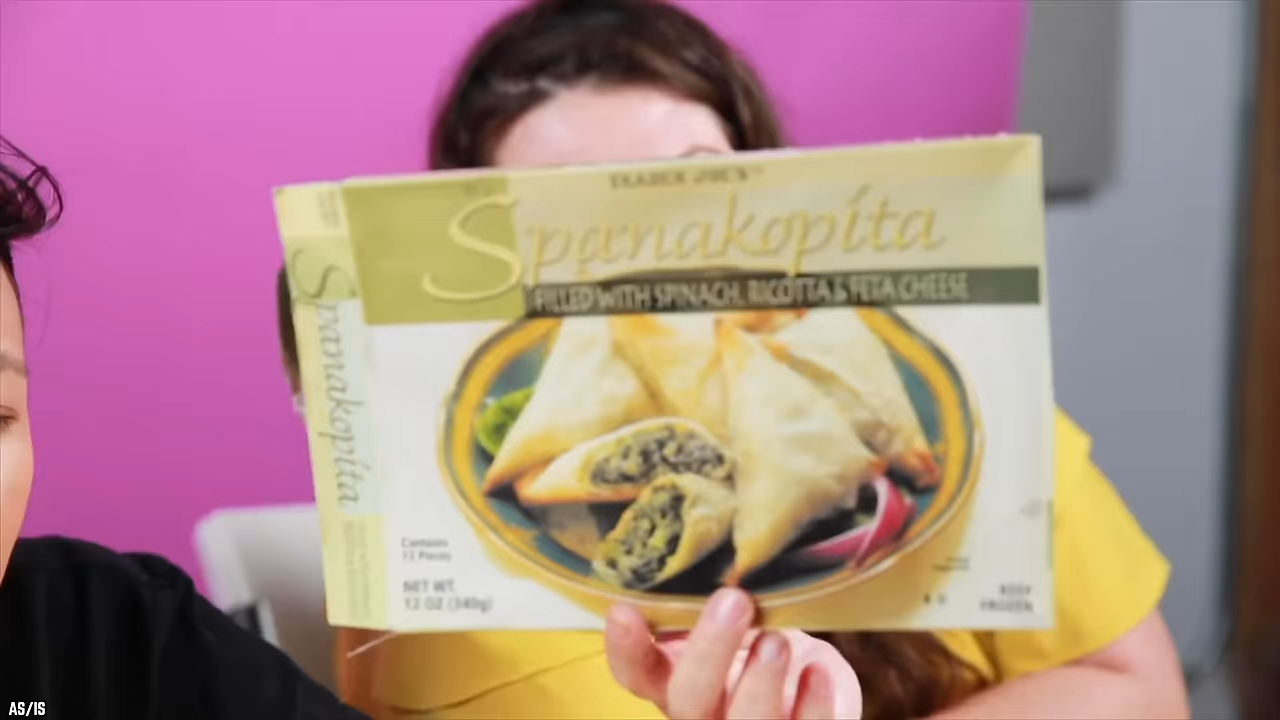 TRADER JOE'S™
Spanakopita
FILLED WITH SPINACH, RICOTTA & FETA CHEESE
Spanakopita
Contains
12 Pieces
NET WT.
12 OZ (340g)
KEEP
FROZEN
AS/IS